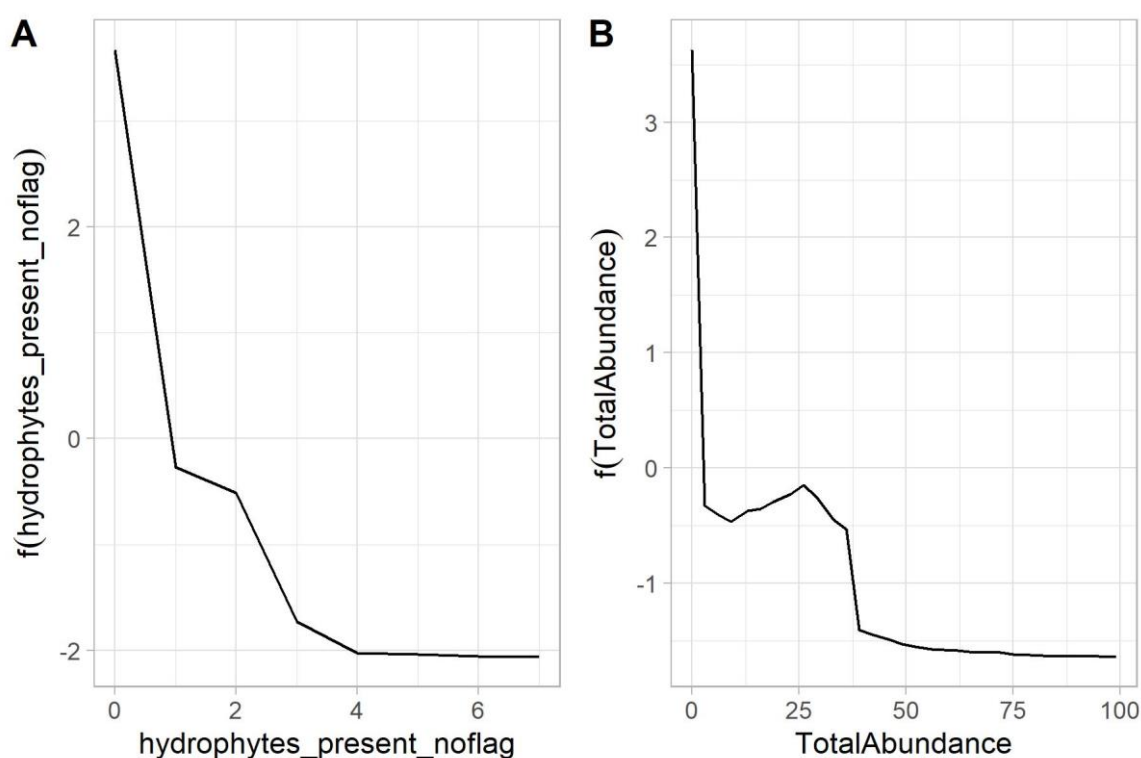 A
f(hydrophytes_present_noflag)
2
0
-2
0 2 4 6
hydrophytes_present_noflag
B
f(TotalAbundance)
3
2
1
0
-1
0 25 50 75 100
TotalAbundance